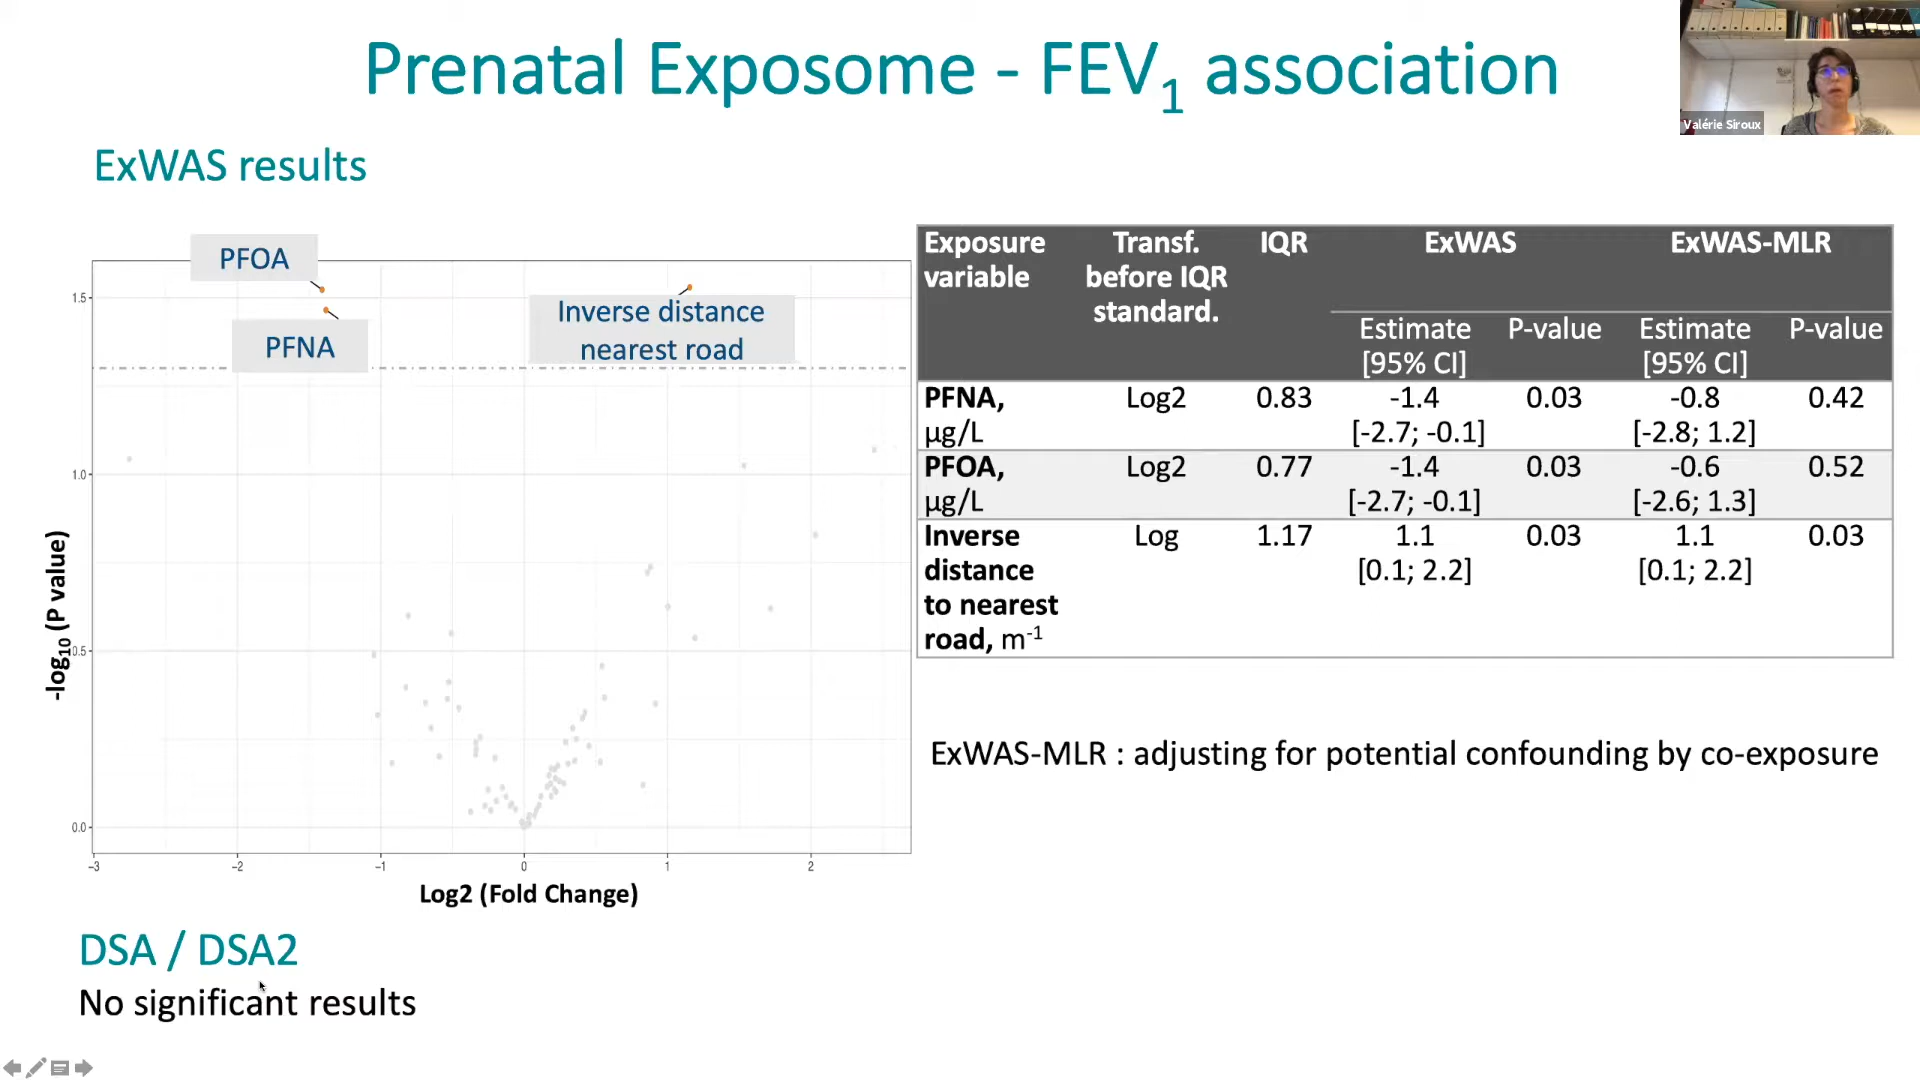 Prenatal Exposome - FEV1 association
Valérie Siroux
ExWAS results
PFOA
PFNA
Inverse distance
nearest road
1.5
1.0
0.5
0.0
-log10 (P value)
−3 −2 −1 0 1 2
Log2 (Fold Change)
Exposure variable Transf. before IQR standard. IQR ExWAS ExWAS-MLR
Estimate [95% CI] P-value Estimate [95% CI] P-value
PFNA, Log2 0.83 -1.4 0.03 -0.8 0.42
µg/L [-2.7; -0.1] [-2.8; 1.2]
PFOA, Log2 0.77 -1.4 0.03 -0.6 0.52
µg/L [-2.7; -0.1] [-2.6; 1.3]
Inverse Log 1.17 1.1 0.03 1.1 0.03
distance [0.1; 2.2] [0.1; 2.2]
to nearest
road, m-1
ExWAS-MLR : adjusting for potential confounding by co-exposure
DSA / DSA2
No significant results